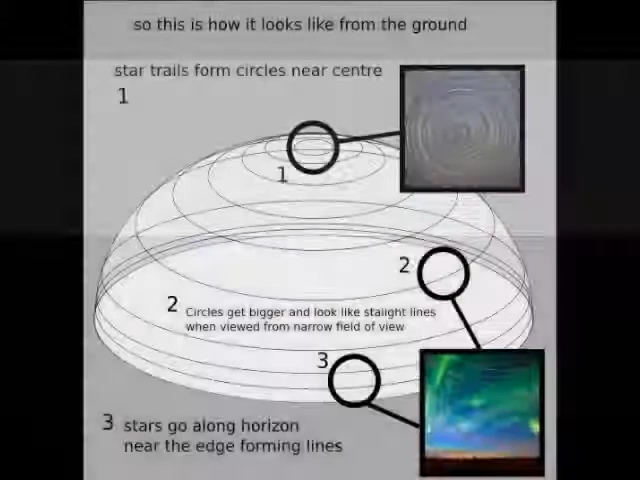 so this is how it looks like from the ground
star trails form circles near centre
1
1
2
2 Circles get bigger and look like stalight lines
when viewed from narrow field of view
3
3 stars go along horizon
near the edge forming lines